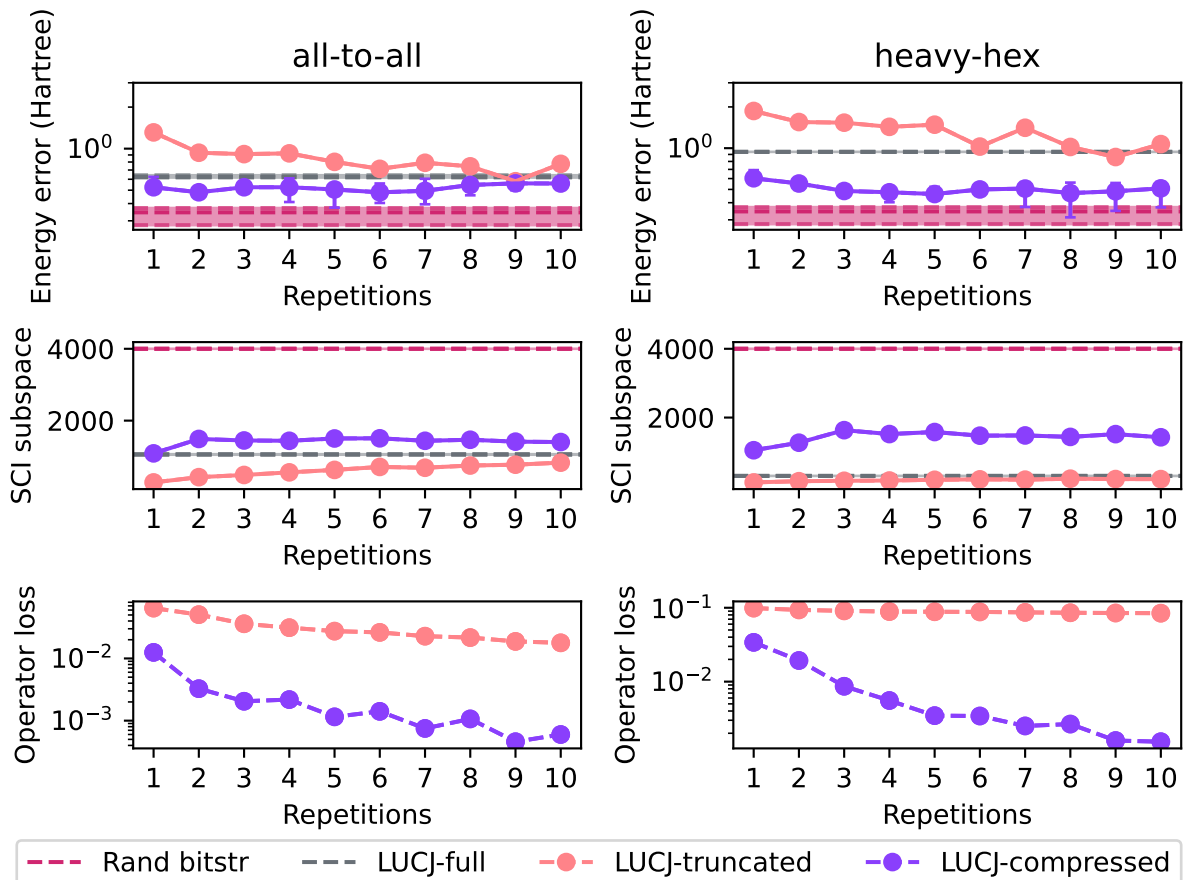 all-to-all
Energy error (Hartree)
10^0
1 2 3 4 5 6 7 8 9 10
Repetitions
heavy-hex
Energy error (Hartree)
10^0
1 2 3 4 5 6 7 8 9 10
Repetitions
SCI subspace
4000
2000
1 2 3 4 5 6 7 8 9 10
Repetitions
SCI subspace
4000
2000
1 2 3 4 5 6 7 8 9 10
Repetitions
Operator loss
10^−2
10^−3
1 2 3 4 5 6 7 8 9 10
Repetitions
Operator loss
10^−1
10^−2
1 2 3 4 5 6 7 8 9 10
Repetitions
Rand bitstr LUCJ-full LUCJ-truncated LUCJ-compressed